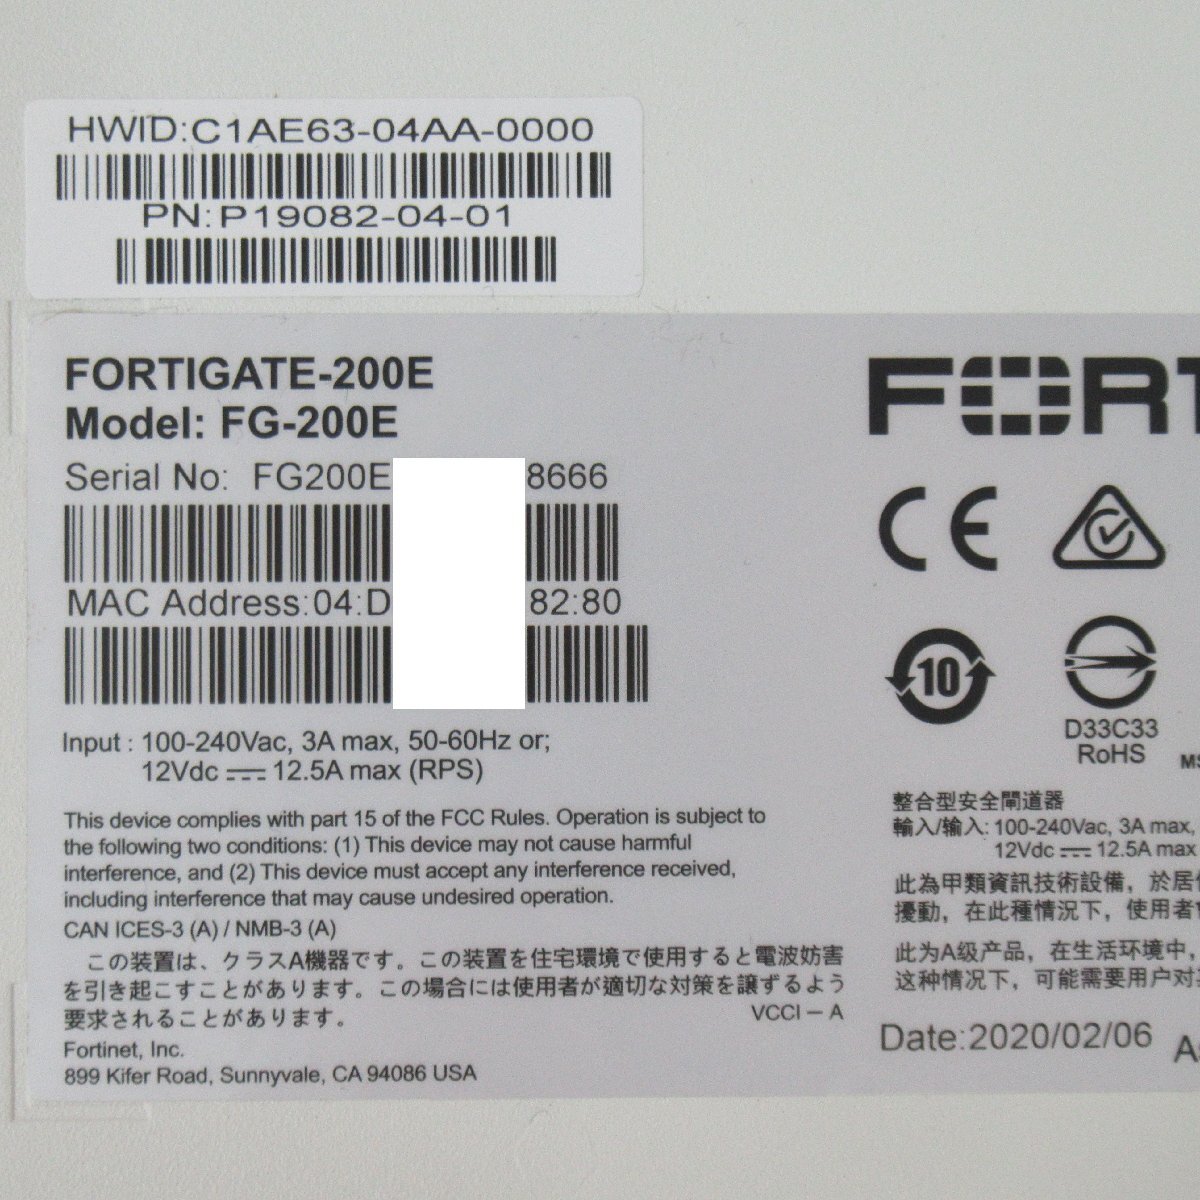 HWID:C1AE63-04AA-0000
PN:P19082-04-01
FORTIGATE-200E
Model: FG-200E
Serial No: FG200E 8666
MAC Address:04:D 82:80
Input : 100-240Vac, 3A max, 50-60Hz or;
12Vdc 12.5A max (RPS)
This device complies with part 15 of the FCC Rules. Operation is subject to
the following two conditions: (1) This device may not cause harmful
interference, and (2) This device must accept any interference received,
including interference that may cause undesired operation.
CAN ICES-3 (A) / NMB-3 (A)
この装置は、クラスA機器です。この装置を住宅環境で使用すると電波妨害
を引き起こすことがあります。この場合には使用者が適切な対策を講ずるよう
要求されることがあります。
VCCI－A
Fortinet, Inc.
899 Kifer Road, Sunnyvale, CA 94086 USA
FORT
CE
10
D33C33
RoHS
MS
整合型安全閘道器
輸入/输入: 100-240Vac, 3A max,
12Vdc 12.5A max
此為甲類資訊技術設備，於居住
擾動，在此種情況下，使用者會
此为A级产品，在生活环境中，
这种情况下，可能需要用户对其
Date:2020/02/06
As